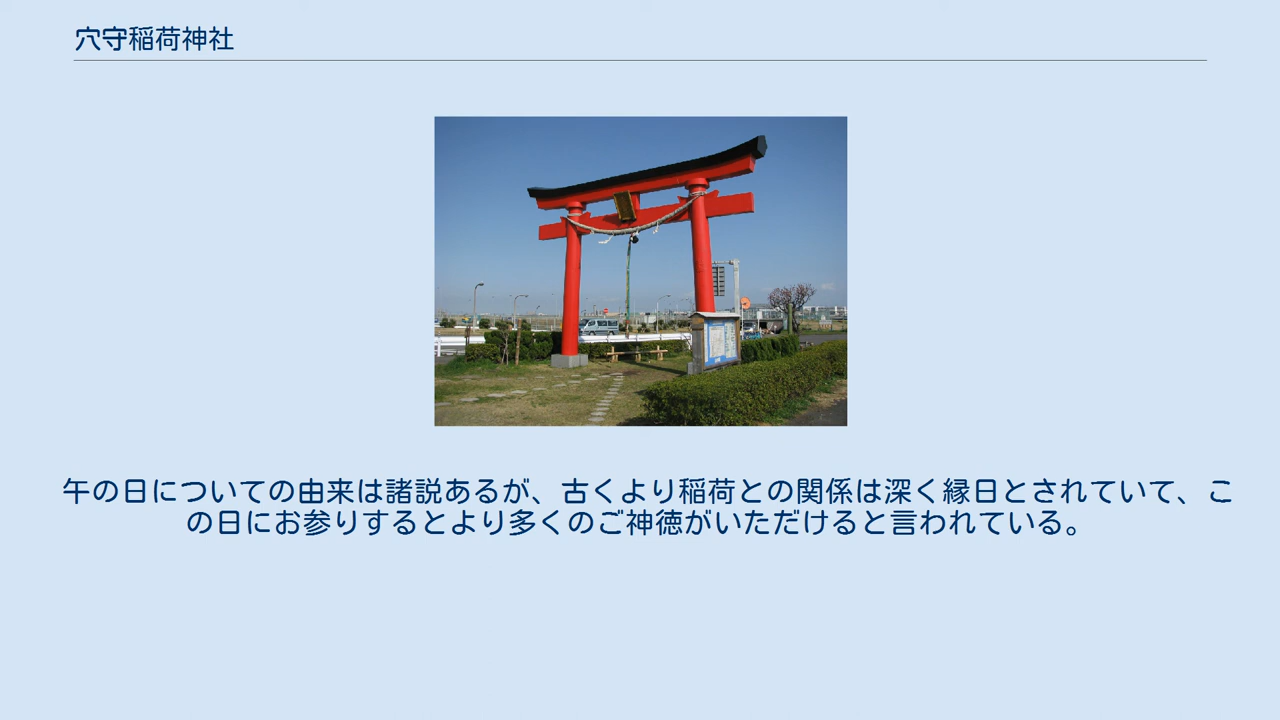 穴守稲荷神社
午の日についての由来は諸説あるが、古くより稲荷との関係は深く縁日とされていて、こ
の日にお参りするとより多くのご神徳がいただけると言われている。